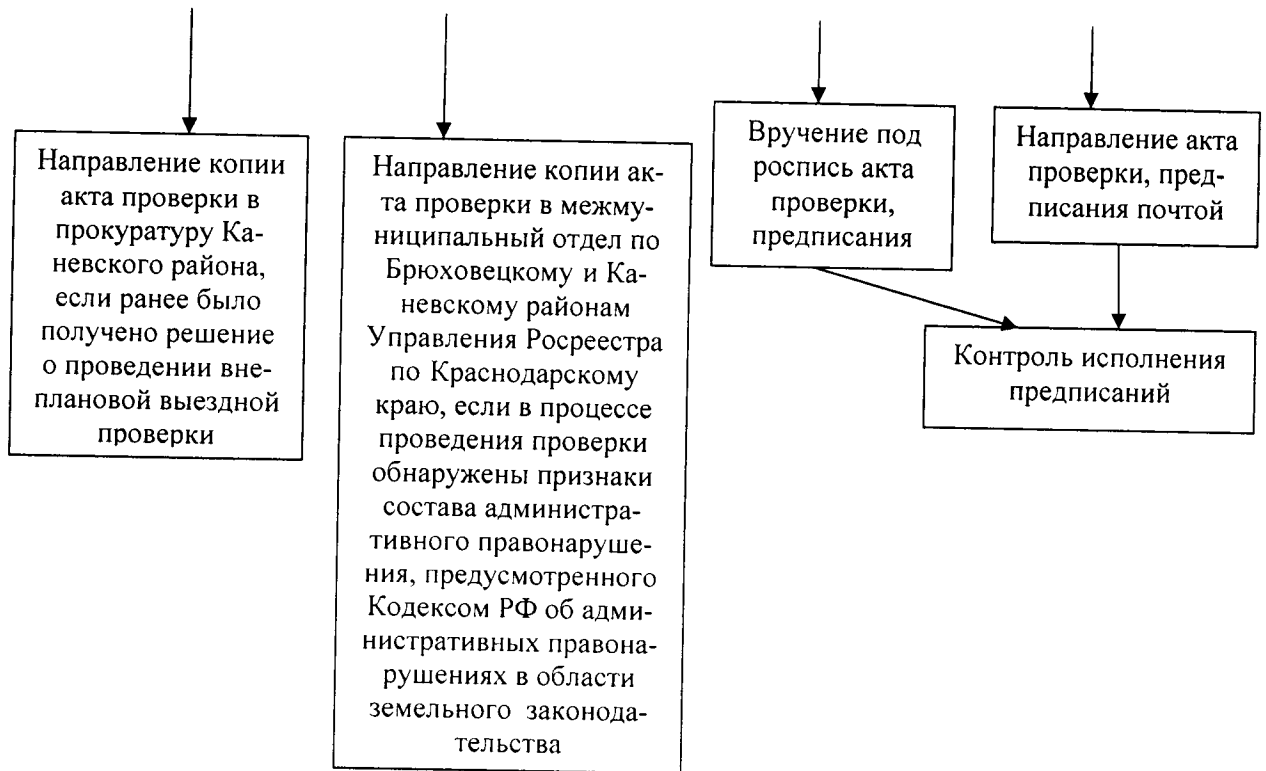 Направление копии
акта проверки в
прокуратуру Ка-
невского района,
если ранее было
получено решение
о проведении вне-
плановой выездной
проверки
Направление копии ак-
та проверки в межму-
ниципальный отдел по
Брюховецкому и Ка-
невскому районам
Управления Росреестра
по Краснодарскому
краю, если в процессе
проведения проверки
обнаружены признаки
состава администра-
тивного правонаруше-
ния, предусмотренного
Кодексом РФ об адми-
нистративных правона-
рушениях в области
земельного законода-
тельства
Вручение под
роспись акта
проверки,
предписания
Направление акта
проверки, пред-
писания почтой
Контроль исполнения
предписаний